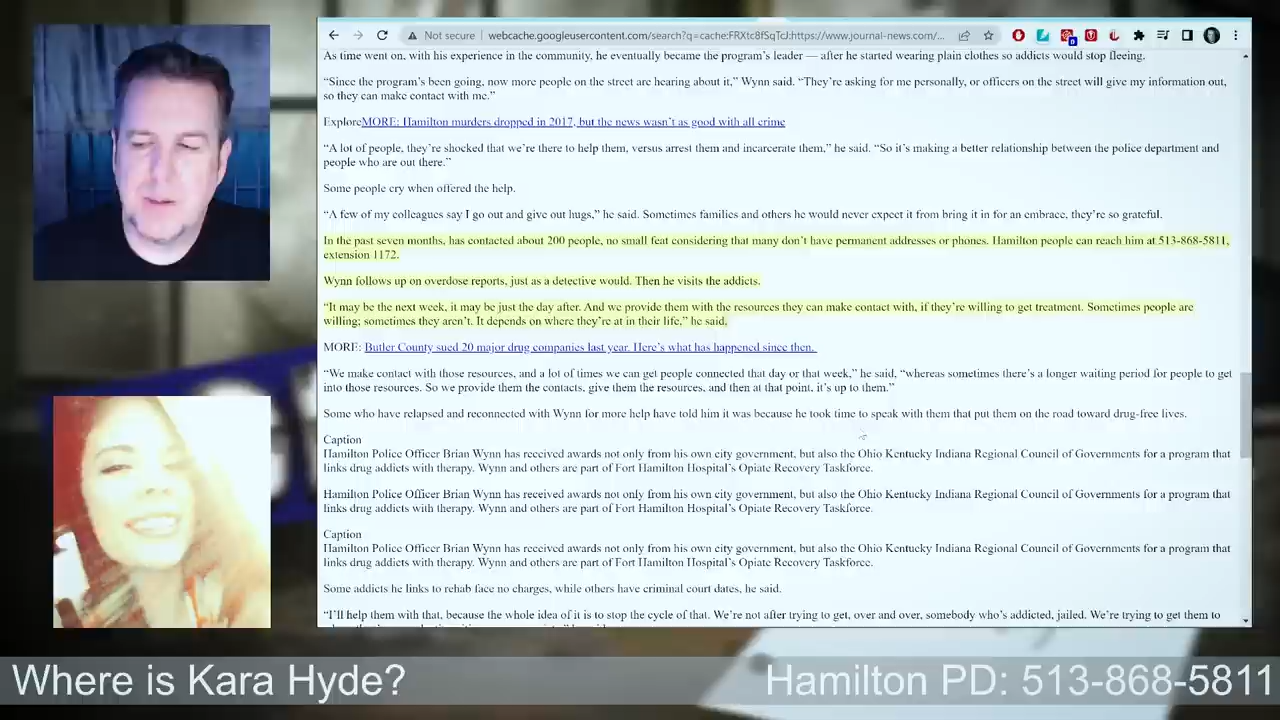 Not secure
webcache.googleusercontent.com/search?q=cache:FRXtc8fSqTcJ:https://www.journal-news.com/...
As time went on, with his experience in the community, he eventually became the program's leader — after he started wearing plain clothes so addicts would stop fleeing.
“Since the program's been going, now more people on the street are hearing about it,” Wynn said. “They're asking for me personally, or officers on the street will give my information out,
so they can make contact with me.”
ExploreMORE: Hamilton murders dropped in 2017, but the news wasn't as good with all crime
“A lot of people, they're shocked that we're there to help them, versus arrest them and incarcerate them,” he said. “So it's making a better relationship between the police department and
people who are out there.”
Some people cry when offered the help.
“A few of my colleagues say I go out and give out hugs,” he said. Sometimes families and others he would never expect it from bring it in for an embrace, they're so grateful.
In the past seven months, has contacted about 200 people, no small feat considering that many don't have permanent addresses or phones. Hamilton people can reach him at 513-868-5811,
extension 1172.
Wynn follows up on overdose reports, just as a detective would. Then he visits the addicts.
“It may be the next week, it may be just the day after. And we provide them with the resources they can make contact with, if they're willing to get treatment. Sometimes people are
willing; sometimes they aren't. It depends on where they're at in their life,” he said.
MORE: Butler County sued 20 major drug companies last year. Here's what has happened since then.
“We make contact with those resources, and a lot of times we can get people connected that day or that week,” he said, “whereas sometimes there's a longer waiting period for people to get
into those resources. So we provide them the contacts, give them the resources, and then at that point, it's up to them.”
Some who have relapsed and reconnected with Wynn for more help have told him it was because he took time to speak with them that put them on the road toward drug-free lives.
Caption
Hamilton Police Officer Brian Wynn has received awards not only from his own city government, but also the Ohio Kentucky Indiana Regional Council of Governments for a program that
links drug addicts with therapy. Wynn and others are part of Fort Hamilton Hospital's Opiate Recovery Taskforce.
Hamilton Police Officer Brian Wynn has received awards not only from his own city government, but also the Ohio Kentucky Indiana Regional Council of Governments for a program that
links drug addicts with therapy. Wynn and others are part of Fort Hamilton Hospital's Opiate Recovery Taskforce.
Caption
Hamilton Police Officer Brian Wynn has received awards not only from his own city government, but also the Ohio Kentucky Indiana Regional Council of Governments for a program that
links drug addicts with therapy. Wynn and others are part of Fort Hamilton Hospital's Opiate Recovery Taskforce.
Some addicts he links to rehab face no charges, while others have criminal court dates, he said.
“I'll help them with that, because the whole idea of it is to stop the cycle of that. We're not after trying to get, over and over, somebody who's addicted, jailed. We're trying to get them to
Where is Kara Hyde?
Hamilton PD: 513-868-5811